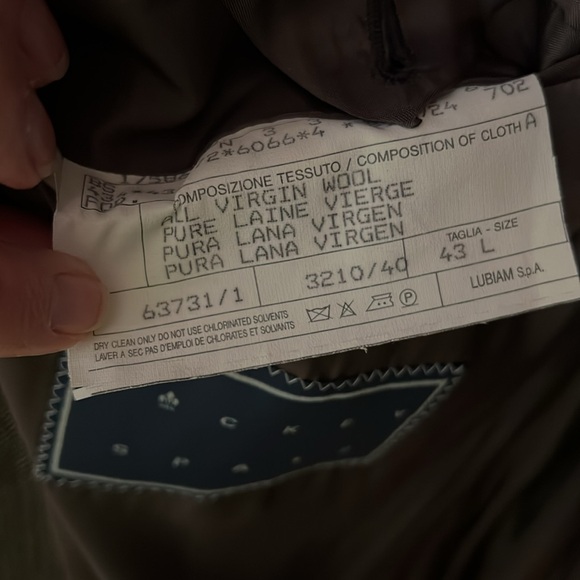 702
2*6066*4 * 724
COMPOSIZIONE TESSUTO / COMPOSITION OF CLOTH A
ALL VIRGIN WOOL
PURE LAINE VIERGE
PURA LANA VIRGEN
PURA LANA VIRGEN
TAGLIA - SIZE
43 L
63731/1
3210/40
LUBIAM S.p.A.
DRY CLEAN ONLY DO NOT USE CHLORINATED SOLVENTS
LAVER A SEC PAS D'EMPLOI DE CHLORATES ET SOLVANTS